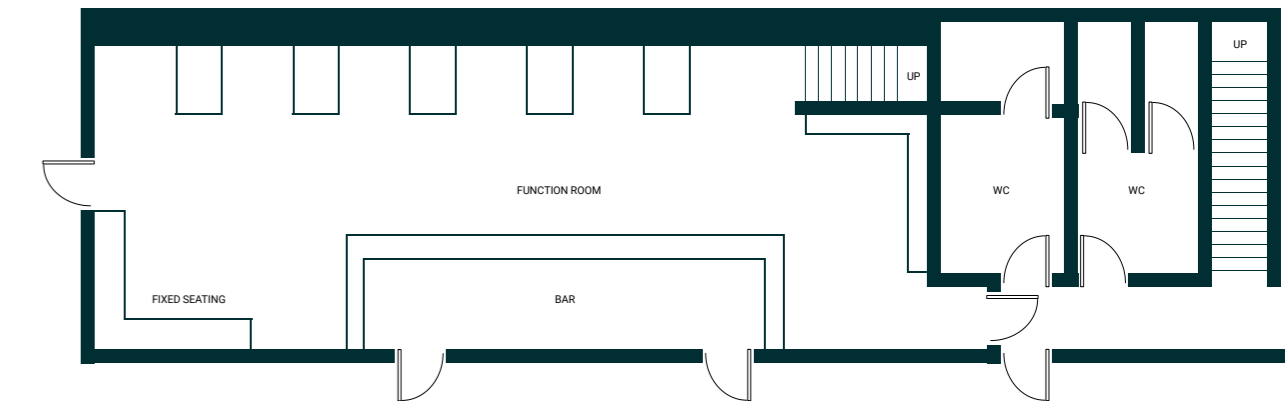 UP
UP
FUNCTION ROOM
WC
WC
FIXED SEATING
BAR